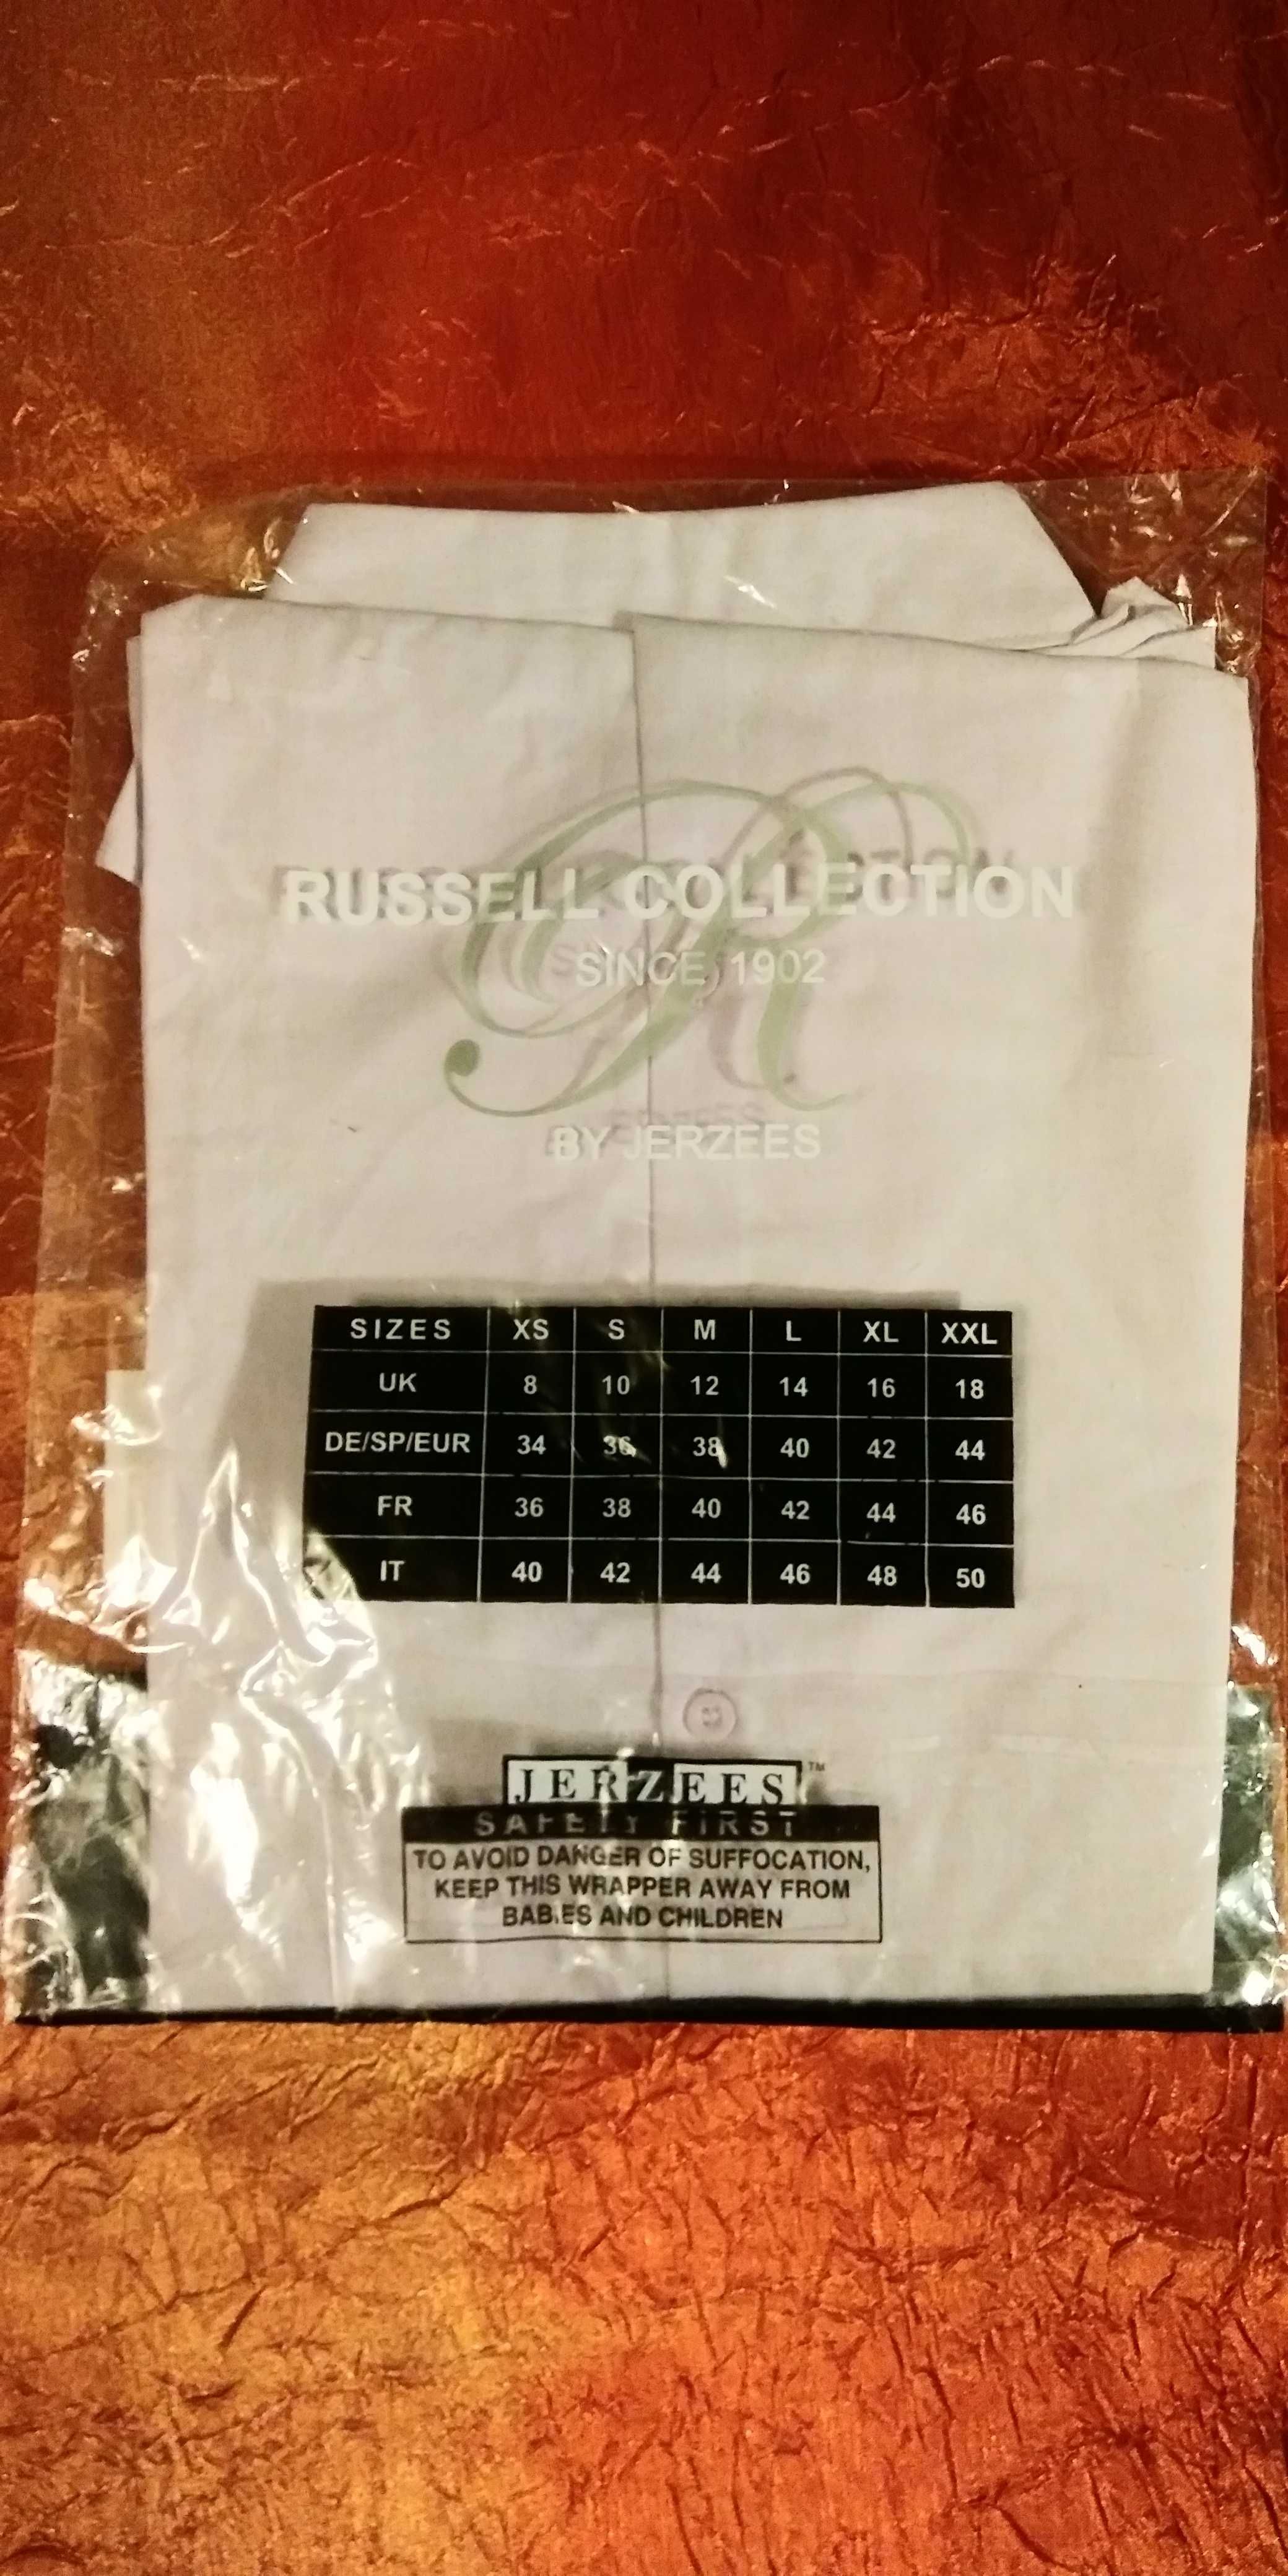 RUSSELL COLLECTION
SINCE 1902
R
BY JERZEES
SIZES XS S M L XL XXL
UK 8 10 12 14 16 18
DE/SP/EUR 34 36 38 40 42 44
FR 36 38 40 42 44 46
IT 40 42 44 46 48 50
JERZEES™
SAFETY FIRST
TO AVOID DANGER OF SUFFOCATION,
KEEP THIS WRAPPER AWAY FROM
BABIES AND CHILDREN